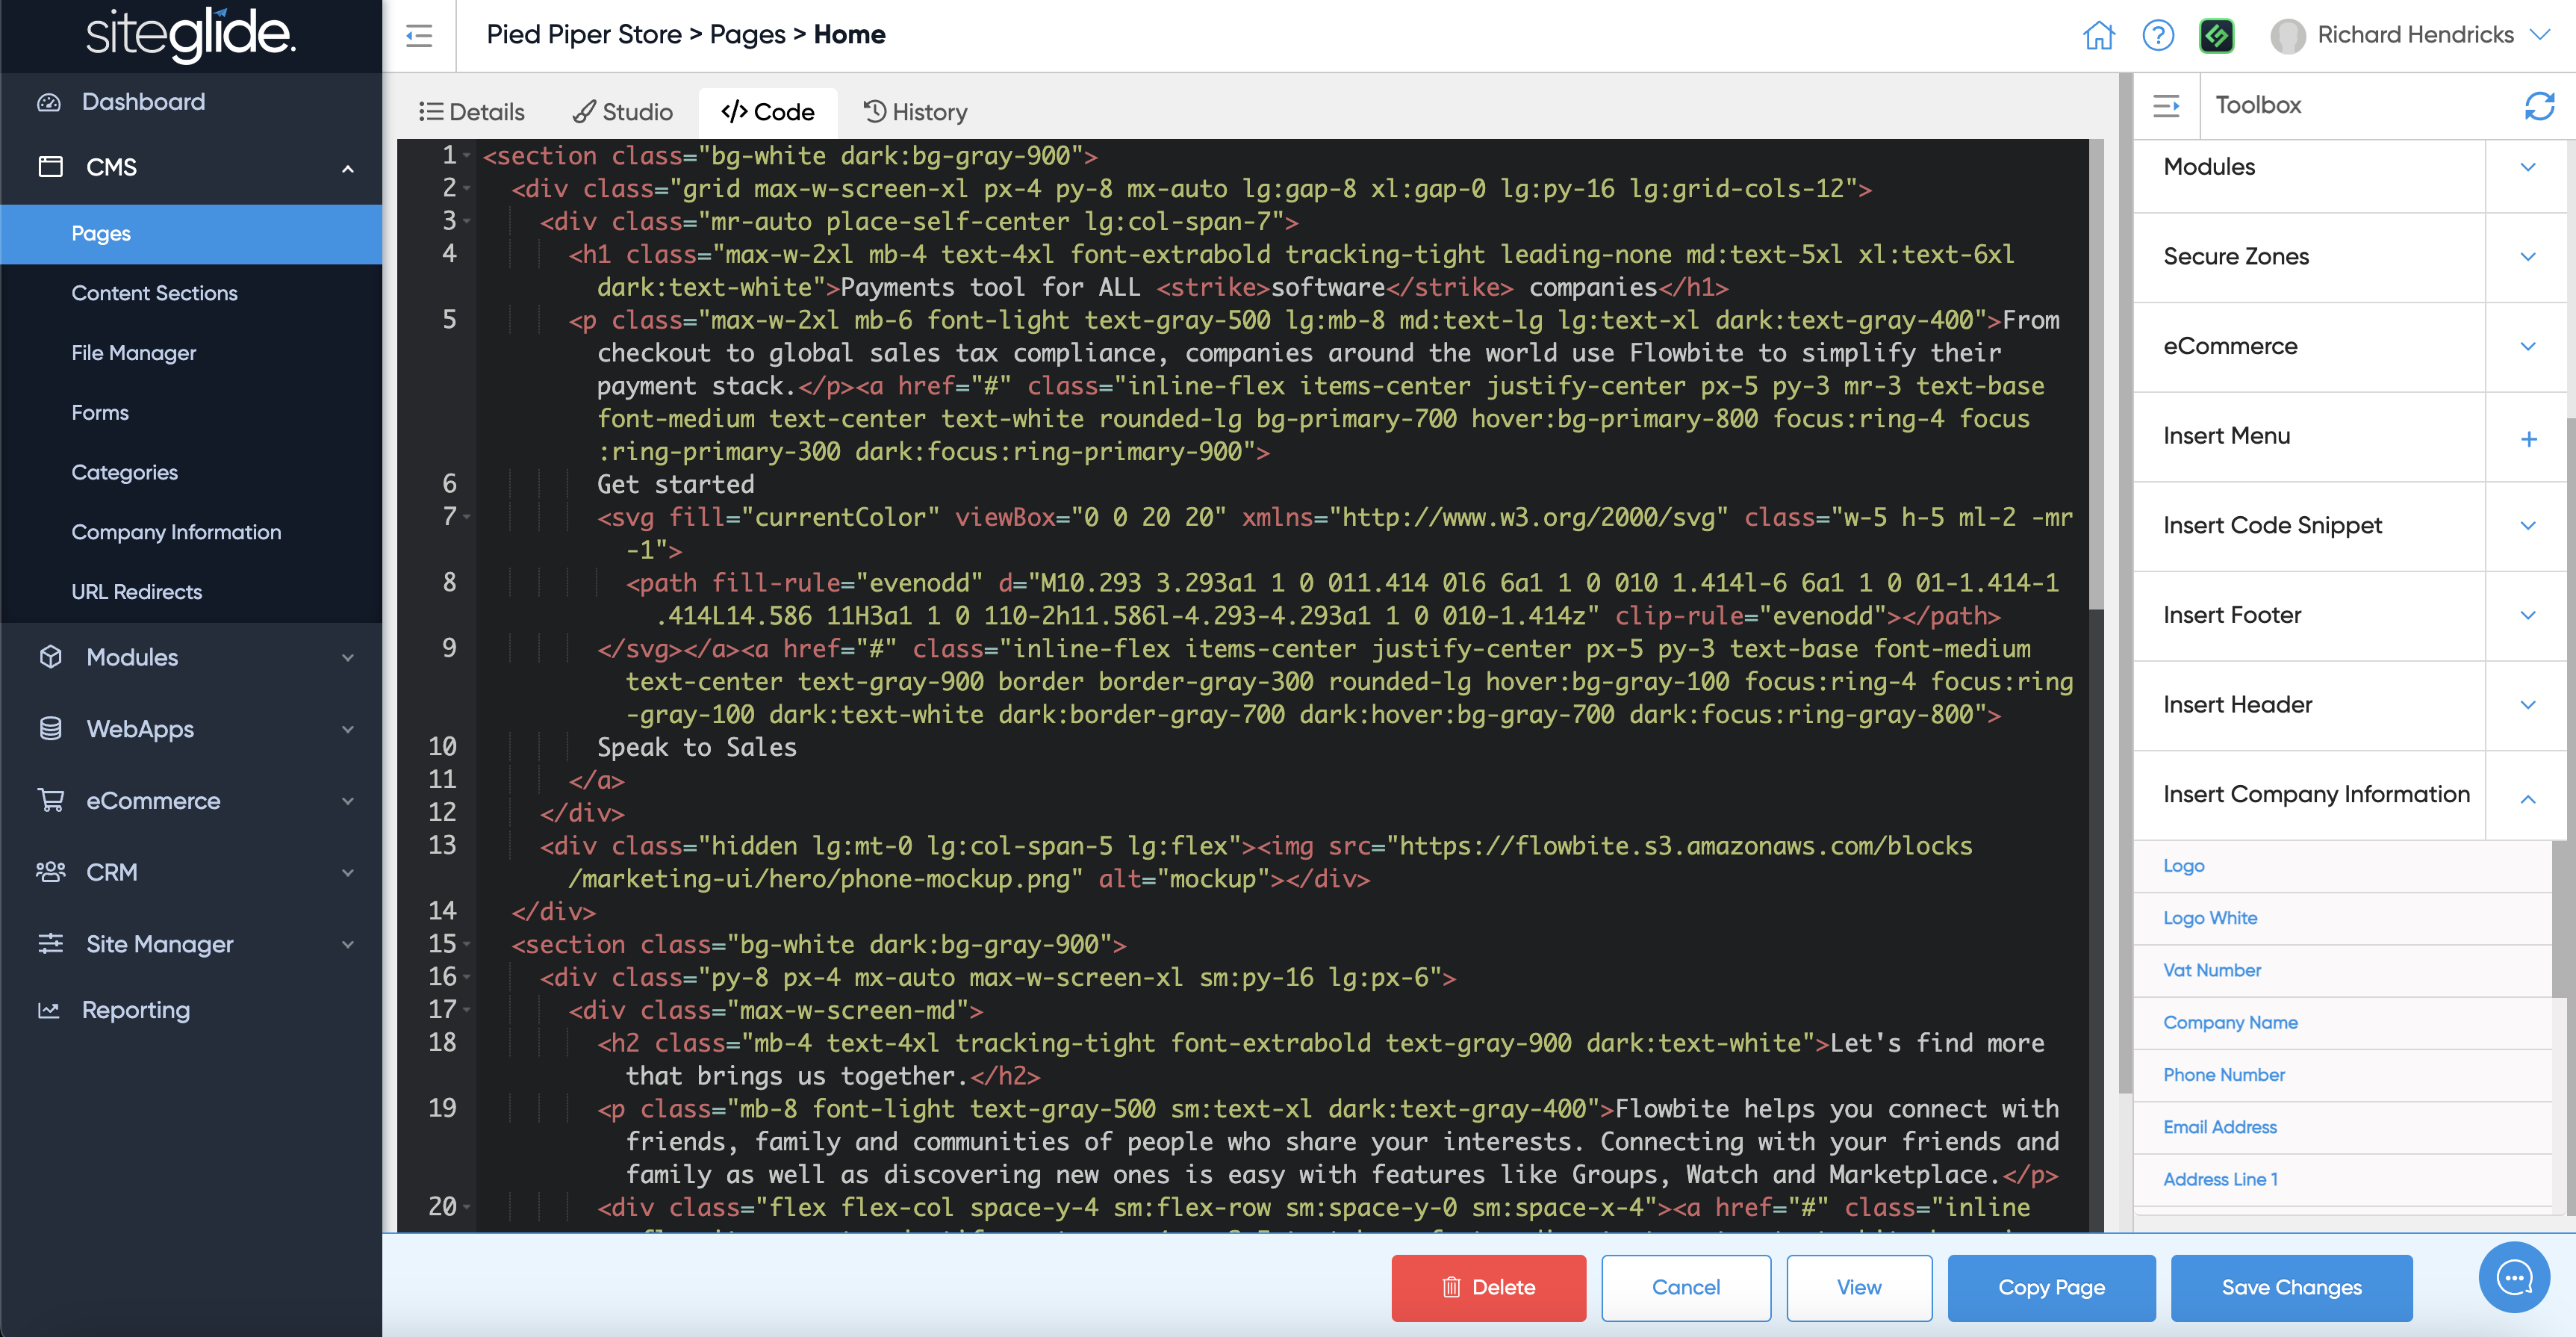 siteglide.
Pied Piper Store > Pages > Home
Richard Hendricks
Dashboard
CMS
Pages
Content Sections
File Manager
Forms
Categories
Company Information
URL Redirects
Modules
WebApps
eCommerce
CRM
Site Manager
Reporting
Details
Studio
</> Code
History
1 <section class="bg-white dark:bg-gray-900">
2 <div class="grid max-w-screen-xl px-4 py-8 mx-auto lg:gap-8 xl:gap-0 lg:py-16 lg:grid-cols-12">
3 <div class="mr-auto place-self-center lg:col-span-7">
4 <h1 class="max-w-2xl mb-4 text-4xl font-extrabold tracking-tight leading-none md:text-5xl xl:text-6xl
dark:text-white">Payments tool for ALL <strike>software</strike> companies</h1>
5 <p class="max-w-2xl mb-6 font-light text-gray-500 lg:mb-8 md:text-lg lg:text-xl dark:text-gray-400">From
checkout to global sales tax compliance, companies around the world use Flowbite to simplify their
payment stack.</p><a href="#" class="inline-flex items-center justify-center px-5 py-3 mr-3 text-base
font-medium text-center text-white rounded-lg bg-primary-700 hover:bg-primary-800 focus:ring-4 focus
:ring-primary-300 dark:focus:ring-primary-900">
6 Get started
7 <svg fill="currentColor" viewBox="0 0 20 20" xmlns="http://www.w3.org/2000/svg" class="w-5 h-5 ml-2 -mr
-1">
8 <path fill-rule="evenodd" d="M10.293 3.293a1 1 0 011.414 0l6 6a1 1 0 010 1.414l-6 6a1 1 0 01-1.414-1
.414L14.586 11H3a1 1 0 110-2h11.586l-4.293-4.293a1 1 0 010-1.414z" clip-rule="evenodd"></path>
9 </svg></a><a href="#" class="inline-flex items-center justify-center px-5 py-3 text-base font-medium
text-center text-gray-900 border border-gray-300 rounded-lg hover:bg-gray-100 focus:ring-4 focus:ring
-gray-100 dark:text-white dark:border-gray-700 dark:hover:bg-gray-700 dark:focus:ring-gray-800">
10 Speak to Sales
11 </a>
12 </div>
13 <div class="hidden lg:mt-0 lg:col-span-5 lg:flex"><img src="https://flowbite.s3.amazonaws.com/blocks
/marketing-ui/hero/phone-mockup.png" alt="mockup"></div>
14 </div>
15 <section class="bg-white dark:bg-gray-900">
16 <div class="py-8 px-4 mx-auto max-w-screen-xl sm:py-16 lg:px-6">
17 <div class="max-w-screen-md">
18 <h2 class="mb-4 text-4xl tracking-tight font-extrabold text-gray-900 dark:text-white">Let's find more
that brings us together.</h2>
19 <p class="mb-8 font-light text-gray-500 sm:text-xl dark:text-gray-400">Flowbite helps you connect with
friends, family and communities of people who share your interests. Connecting with your friends and
family as well as discovering new ones is easy with features like Groups, Watch and Marketplace.</p>
20 <div class="flex flex-col space-y-4 sm:flex-row sm:space-y-0 sm:space-x-4"><a href="#" class="inline
Toolbox
Modules
Secure Zones
eCommerce
Insert Menu
Insert Code Snippet
Insert Footer
Insert Header
Insert Company Information
Logo
Logo White
Vat Number
Company Name
Phone Number
Email Address
Address Line 1
Delete
Cancel
View
Copy Page
Save Changes